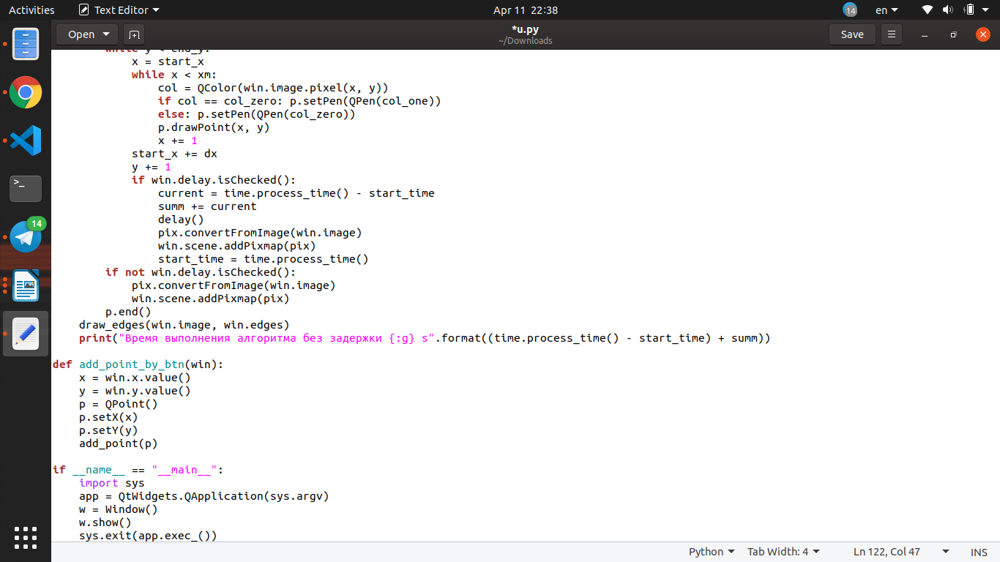 Activities Text Editor Apr 11 22:38 14 en
Open *u.py Save
~/Downloads
while y < end_y:
x = start_x
while x < xm:
col = QColor(win.image.pixel(x, y))
if col == col_zero: p.setPen(QPen(col_one))
else: p.setPen(QPen(col_zero))
p.drawPoint(x, y)
x += 1
start_x += dx
y += 1
if win.delay.isChecked():
current = time.process_time() - start_time
summ += current
delay()
pix.convertFromImage(win.image)
win.scene.addPixmap(pix)
start_time = time.process_time()
if not win.delay.isChecked():
pix.convertFromImage(win.image)
win.scene.addPixmap(pix)
p.end()
draw_edges(win.image, win.edges)
print("Время выполнения алгоритма без задержки {:g} s".format((time.process_time() - start_time) + summ))
def add_point_by_btn(win):
x = win.x.value()
y = win.y.value()
p = QPoint()
p.setX(x)
p.setY(y)
add_point(p)
if __name__ == "__main__":
import sys
app = QtWidgets.QApplication(sys.argv)
w = Window()
w.show()
sys.exit(app.exec_())
Python Tab Width: 4 Ln 122, Col 47 INS
>_
14